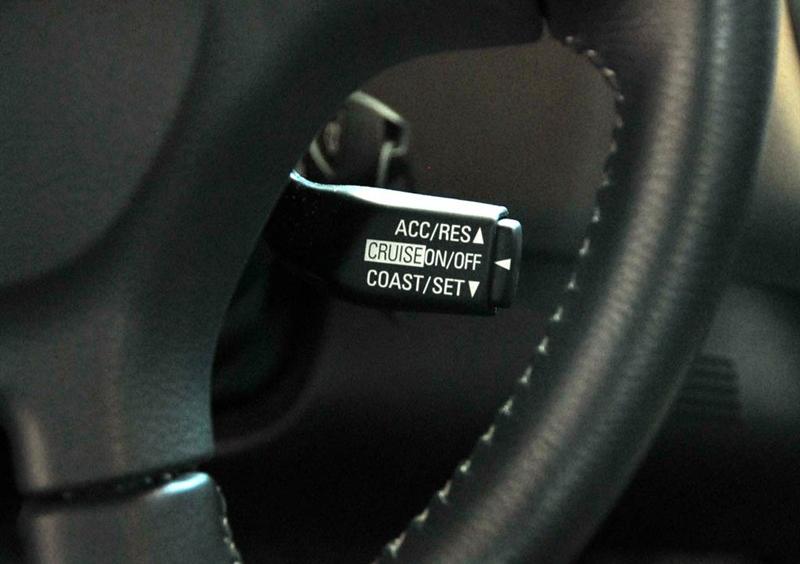 ACC/RES▲
CRUISE ON/OFF ◄
COAST/SET▼